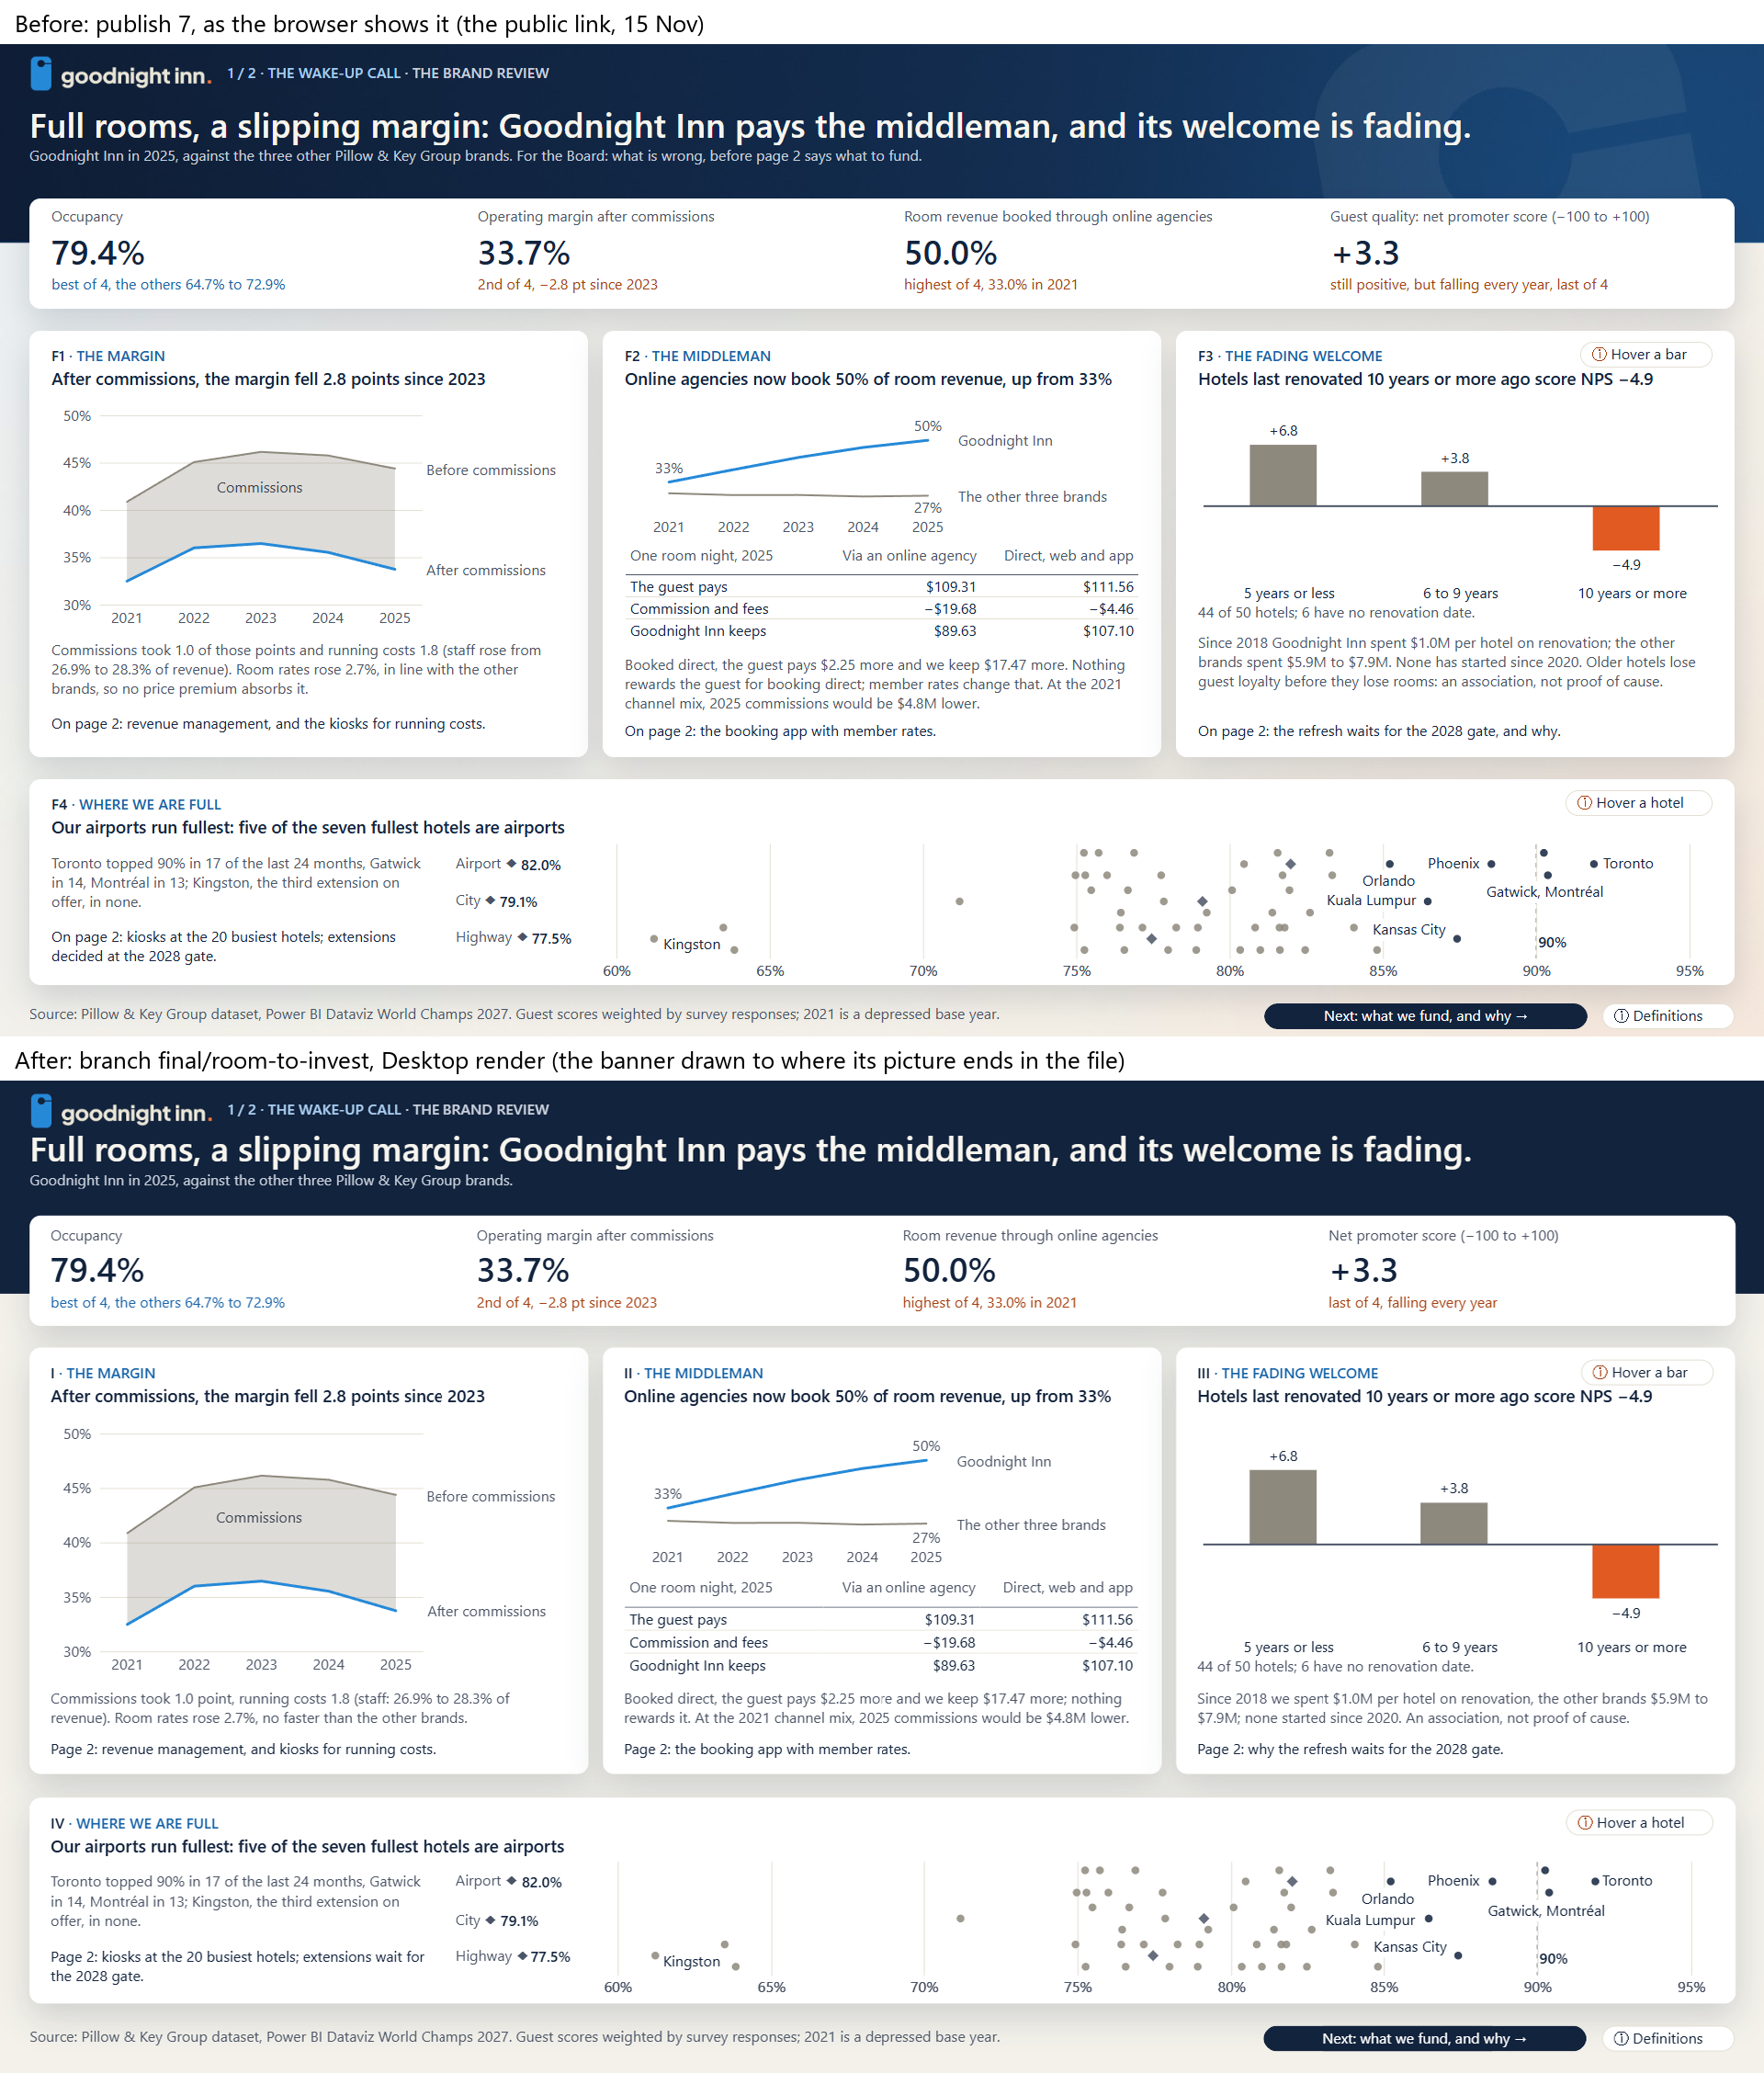 Before: publish 7, as the browser shows it (the public link, 15 Nov)
goodnight inn. 1 / 2 · THE WAKE-UP CALL · THE BRAND REVIEW
Full rooms, a slipping margin: Goodnight Inn pays the middleman, and its welcome is fading.
Goodnight Inn in 2025, against the three other Pillow & Key Group brands. For the Board: what is wrong, before page 2 says what to fund.
Occupancy
79.4%
best of 4, the others 64.7% to 72.9%
Operating margin after commissions
33.7%
2nd of 4, −2.8 pt since 2023
Room revenue booked through online agencies
50.0%
highest of 4, 33.0% in 2021
Guest quality: net promoter score (−100 to +100)
+3.3
still positive, but falling every year, last of 4
F1 · THE MARGIN
After commissions, the margin fell 2.8 points since 2023
50%
45%
40%
35%
30%
Before commissions
Commissions
After commissions
2021 2022 2023 2024 2025
Commissions took 1.0 of those points and running costs 1.8 (staff rose from
26.9% to 28.3% of revenue). Room rates rose 2.7%, in line with the other
brands, so no price premium absorbs it.
On page 2: revenue management, and the kiosks for running costs.
F2 · THE MIDDLEMAN
Online agencies now book 50% of room revenue, up from 33%
50%
Goodnight Inn
33%
The other three brands
27%
2021 2022 2023 2024 2025
One room night, 2025 Via an online agency Direct, web and app
The guest pays $109.31 $111.56
Commission and fees −$19.68 −$4.46
Goodnight Inn keeps $89.63 $107.10
Booked direct, the guest pays $2.25 more and we keep $17.47 more. Nothing
rewards the guest for booking direct; member rates change that. At the 2021
channel mix, 2025 commissions would be $4.8M lower.
On page 2: the booking app with member rates.
F3 · THE FADING WELCOME
ⓘ Hover a bar
Hotels last renovated 10 years or more ago score NPS −4.9
+6.8
+3.8
−4.9
5 years or less 6 to 9 years 10 years or more
44 of 50 hotels; 6 have no renovation date.
Since 2018 Goodnight Inn spent $1.0M per hotel on renovation; the other
brands spent $5.9M to $7.9M. None has started since 2020. Older hotels lose
guest loyalty before they lose rooms: an association, not proof of cause.
On page 2: the refresh waits for the 2028 gate, and why.
F4 · WHERE WE ARE FULL
ⓘ Hover a hotel
Our airports run fullest: five of the seven fullest hotels are airports
Toronto topped 90% in 17 of the last 24 months, Gatwick
in 14, Montréal in 13; Kingston, the third extension on
offer, in none.
On page 2: kiosks at the 20 busiest hotels; extensions
decided at the 2028 gate.
Airport ◆ 82.0%
City ◆ 79.1%
Highway ◆ 77.5%
Phoenix
Toronto
Orlando
Gatwick, Montréal
Kuala Lumpur
Kansas City
Kingston
90%
60% 65% 70% 75% 80% 85% 90% 95%
Source: Pillow & Key Group dataset, Power BI Dataviz World Champs 2027. Guest scores weighted by survey responses; 2021 is a depressed base year.
Next: what we fund, and why →
ⓘ Definitions
After: branch final/room-to-invest, Desktop render (the banner drawn to where its picture ends in the file)
goodnight inn. 1 / 2 · THE WAKE-UP CALL · THE BRAND REVIEW
Full rooms, a slipping margin: Goodnight Inn pays the middleman, and its welcome is fading.
Goodnight Inn in 2025, against the other three Pillow & Key Group brands.
Occupancy
79.4%
best of 4, the others 64.7% to 72.9%
Operating margin after commissions
33.7%
2nd of 4, −2.8 pt since 2023
Room revenue through online agencies
50.0%
highest of 4, 33.0% in 2021
Net promoter score (−100 to +100)
+3.3
last of 4, falling every year
I · THE MARGIN
After commissions, the margin fell 2.8 points since 2023
50%
45%
40%
35%
30%
Before commissions
Commissions
After commissions
2021 2022 2023 2024 2025
Commissions took 1.0 point, running costs 1.8 (staff: 26.9% to 28.3% of
revenue). Room rates rose 2.7%, no faster than the other brands.
Page 2: revenue management, and kiosks for running costs.
II · THE MIDDLEMAN
Online agencies now book 50% of room revenue, up from 33%
50%
Goodnight Inn
33%
The other three brands
27%
2021 2022 2023 2024 2025
One room night, 2025 Via an online agency Direct, web and app
The guest pays $109.31 $111.56
Commission and fees −$19.68 −$4.46
Goodnight Inn keeps $89.63 $107.10
Booked direct, the guest pays $2.25 more and we keep $17.47 more; nothing
rewards it. At the 2021 channel mix, 2025 commissions would be $4.8M lower.
Page 2: the booking app with member rates.
III · THE FADING WELCOME
ⓘ Hover a bar
Hotels last renovated 10 years or more ago score NPS −4.9
+6.8
+3.8
−4.9
5 years or less 6 to 9 years 10 years or more
44 of 50 hotels; 6 have no renovation date.
Since 2018 we spent $1.0M per hotel on renovation, the other brands $5.9M to
$7.9M; none started since 2020. An association, not proof of cause.
Page 2: why the refresh waits for the 2028 gate.
IV · WHERE WE ARE FULL
ⓘ Hover a hotel
Our airports run fullest: five of the seven fullest hotels are airports
Toronto topped 90% in 17 of the last 24 months, Gatwick
in 14, Montréal in 13; Kingston, the third extension on
offer, in none.
Page 2: kiosks at the 20 busiest hotels; extensions wait for
the 2028 gate.
Airport ◆ 82.0%
City ◆ 79.1%
Highway ◆ 77.5%
Phoenix
Toronto
Orlando
Gatwick, Montréal
Kuala Lumpur
Kansas City
Kingston
90%
60% 65% 70% 75% 80% 85% 90% 95%
Source: Pillow & Key Group dataset, Power BI Dataviz World Champs 2027. Guest scores weighted by survey responses; 2021 is a depressed base year.
Next: what we fund, and why →
ⓘ Definitions